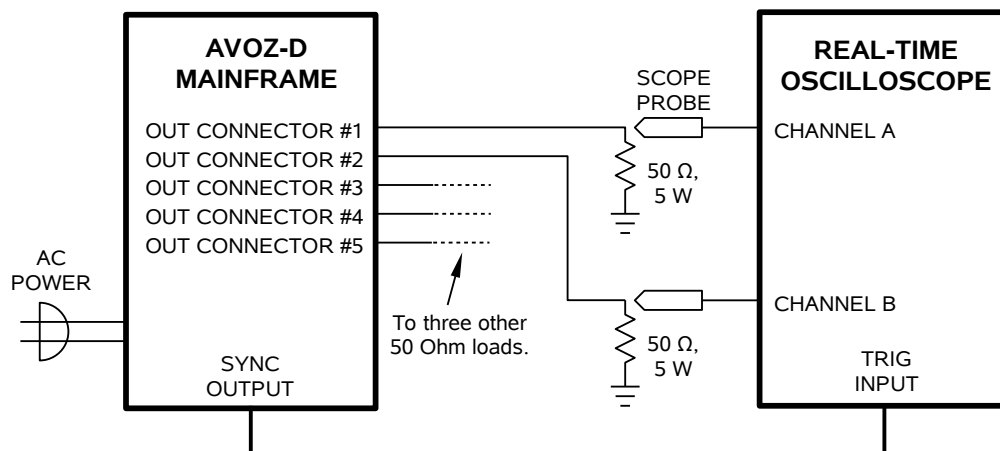 AVOZ-D
MAINFRAME
OUT CONNECTOR #1
OUT CONNECTOR #2
OUT CONNECTOR #3
OUT CONNECTOR #4
OUT CONNECTOR #5
AC
POWER
SYNC
OUTPUT
To three other
50 Ohm loads.
SCOPE
PROBE
50 Ω,
5 W
50 Ω,
5 W
REAL-TIME
OSCILLOSCOPE
CHANNEL A
CHANNEL B
TRIG
INPUT